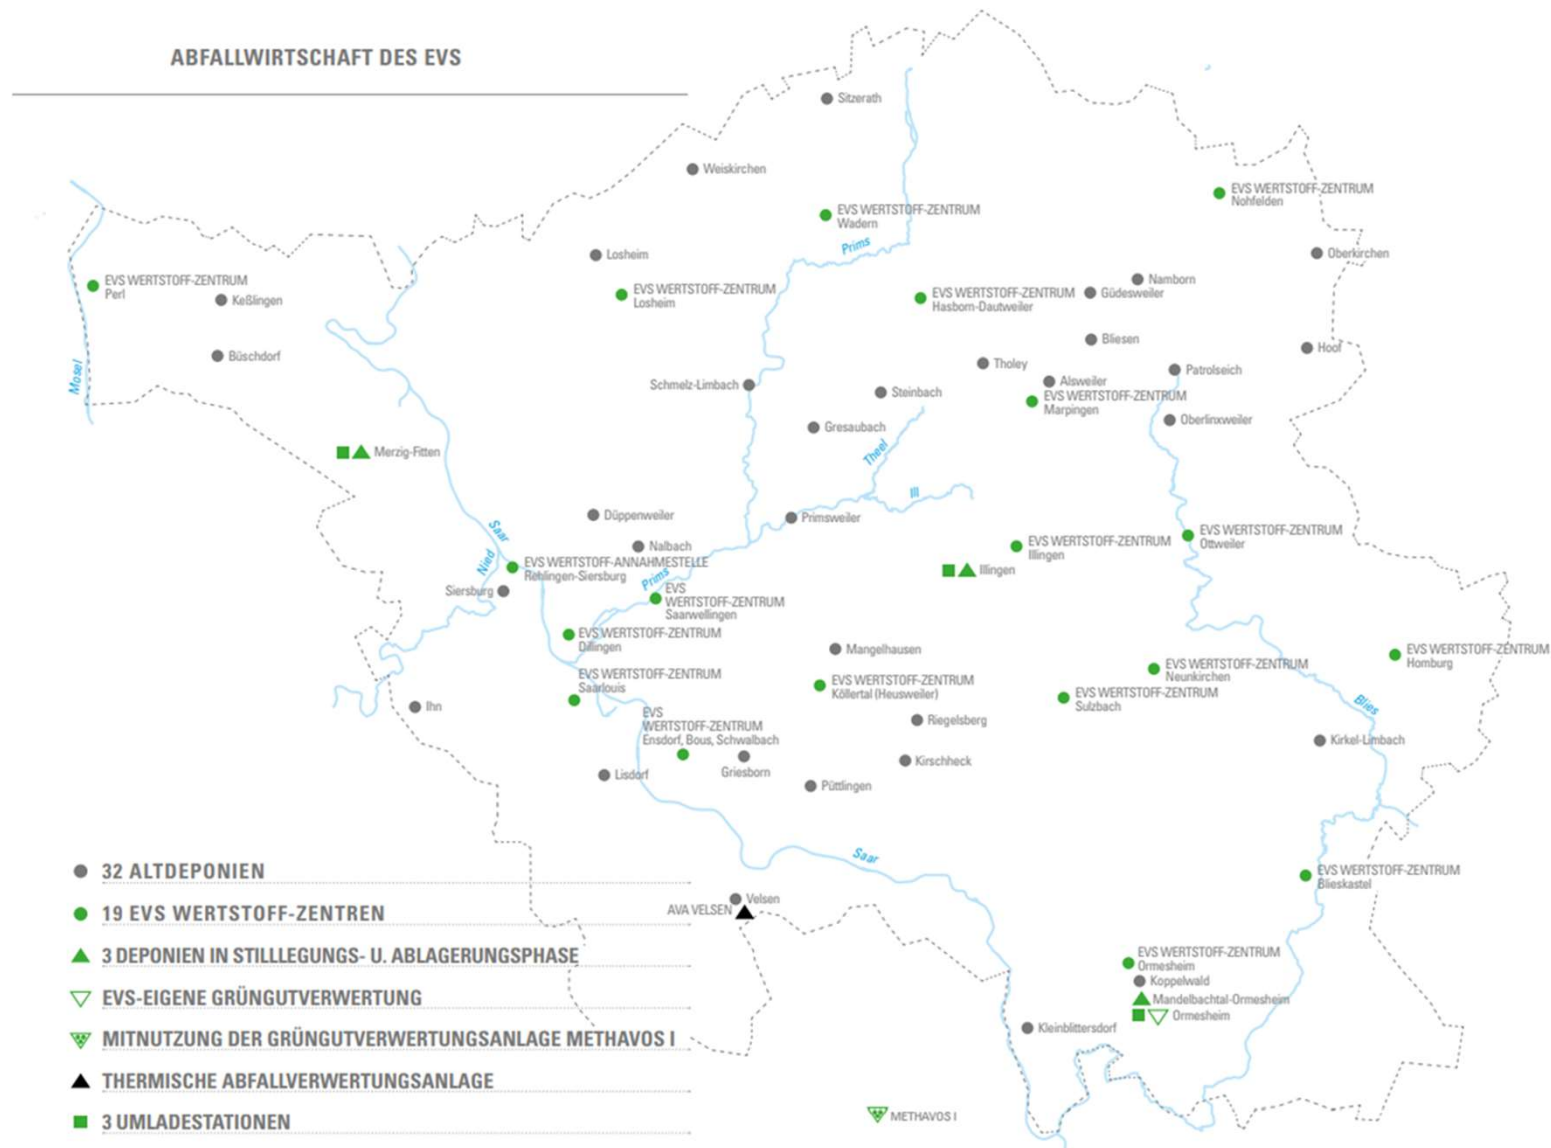 ABFALLWIRTSCHAFT DES EVS
Sitzerath
Weiskirchen
EVS WERTSTOFF-ZENTRUM
Nohfelden
EVS WERTSTOFF-ZENTRUM
Wadern
Prims
Losheim
Oberkirchen
EVS WERTSTOFF-ZENTRUM
Perl
Keßlingen
EVS WERTSTOFF-ZENTRUM
Losheim
EVS WERTSTOFF-ZENTRUM
Hasborn-Dautweiler
Namborn
Güdesweiler
Bliesen
Hoof
Büschdorf
Mosel
Tholey
Patrolseich
Schmelz-Limbach
Alsweiler
Steinbach
EVS WERTSTOFF-ZENTRUM
Marpingen
Oberlinxweiler
Gresaubach
Theel
Merzig-Fitten
Ill
Düppenweiler
Primsweiler
Saar
Nied
Nalbach
EVS WERTSTOFF-ZENTRUM
Ottweiler
EVS WERTSTOFF-ZENTRUM
Illingen
Illingen
EVS WERTSTOFF-ANNAHMESTELLE
Rehlingen-Siersburg
Prims
Siersburg
EVS
WERTSTOFF-ZENTRUM
Saarwellingen
EVS WERTSTOFF-ZENTRUM
Dillingen
Mangelhausen
EVS WERTSTOFF-ZENTRUM
Homburg
EVS WERTSTOFF-ZENTRUM
Neunkirchen
EVS WERTSTOFF-ZENTRUM
Saarlouis
EVS WERTSTOFF-ZENTRUM
Köllertal (Heusweiler)
EVS WERTSTOFF-ZENTRUM
Sulzbach
Blies
Ihn
EVS
WERTSTOFF-ZENTRUM
Ensdorf, Bous, Schwalbach
Riegelsberg
Kirkel-Limbach
Kirschheck
Lisdorf
Griesborn
Püttlingen
Saar
EVS WERTSTOFF-ZENTRUM
Blieskastel
Velsen
AVA VELSEN
EVS WERTSTOFF-ZENTRUM
Ormesheim
Koppelwald
Mandelbachtal-Ormesheim
Ormesheim
Kleinblittersdorf
METHAVOS I
32 ALTDEPONIEN
19 EVS WERTSTOFF-ZENTREN
3 DEPONIEN IN STILLLEGUNGS- U. ABLAGERUNGSPHASE
EVS-EIGENE GRÜNGUTVERWERTUNG
MITNUTZUNG DER GRÜNGUTVERWERTUNGSANLAGE METHAVOS I
THERMISCHE ABFALLVERWERTUNGSANLAGE
3 UMLADESTATIONEN